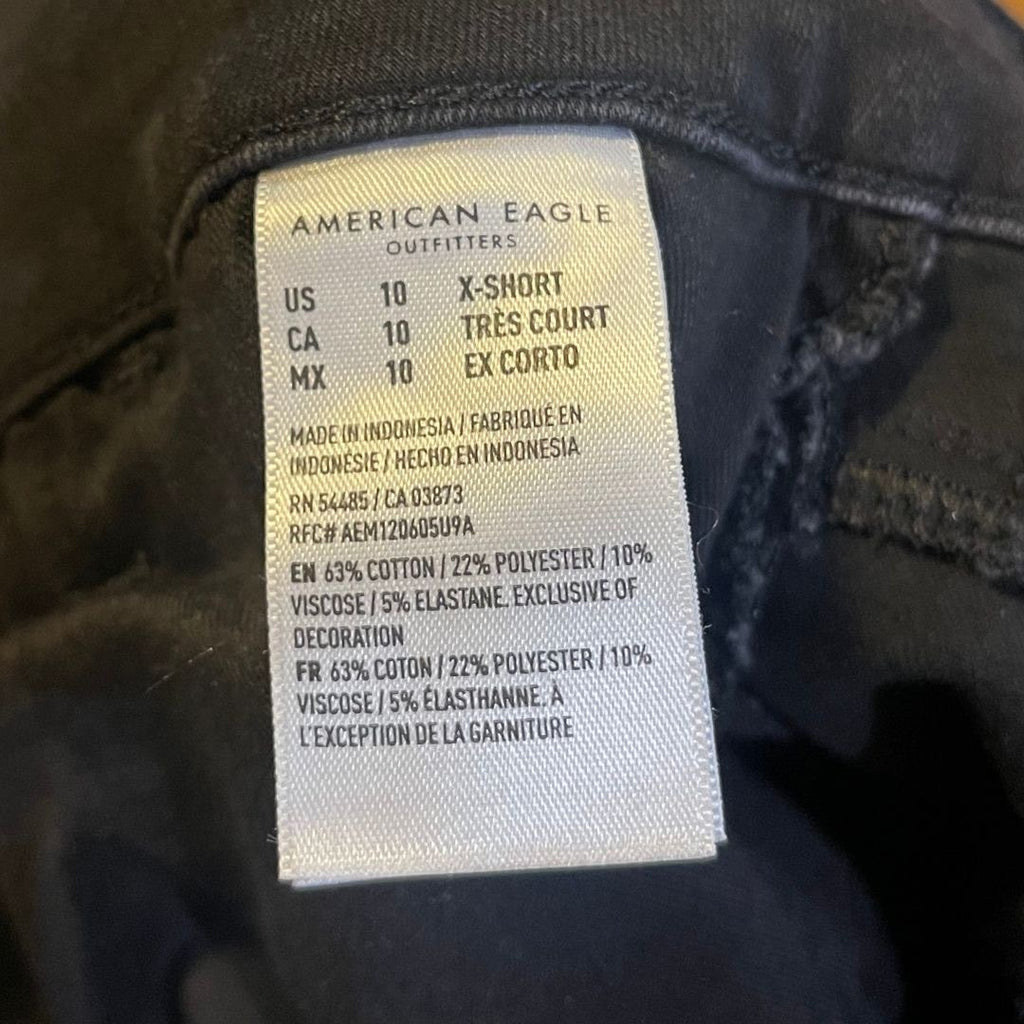 AMERICAN EAGLE
OUTFITTERS
US 10 X-SHORT
CA 10 TRÈS COURT
MX 10 EX CORTO
MADE IN INDONESIA / FABRIQUÉ EN
INDONÉSIE / HECHO EN INDONESIA
RN 54485 / CA 03873
RFC# AEM120605U9A
EN 63% COTTON / 22% POLYESTER / 10%
VISCOSE / 5% ELASTANE. EXCLUSIVE OF
DECORATION
FR 63% COTON / 22% POLYESTER / 10%
VISCOSE / 5% ÉLASTHANNE. À
L'EXCEPTION DE LA GARNITURE